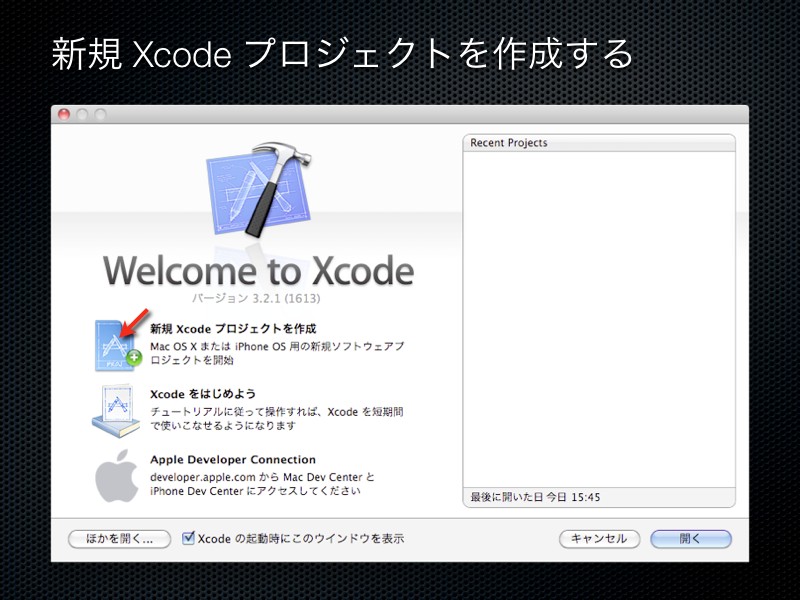 新規 Xcode プロジェクトを作成する
Recent Projects
Welcome to Xcode
バージョン 3.2.1 (1613)
新規 Xcode プロジェクトを作成
Mac OS X または iPhone OS 用の新規ソフトウェアプ
ロジェクトを開始
Xcode をはじめよう
チュートリアルに従って操作すれば、Xcode を短期間
で使いこなせるようになります
Apple Developer Connection
developer.apple.com から Mac Dev Center と
iPhone Dev Center にアクセスしてください
最後に開いた日 今日 15:45
ほかを開く...
Xcode の起動時にこのウインドウを表示
キャンセル
開く